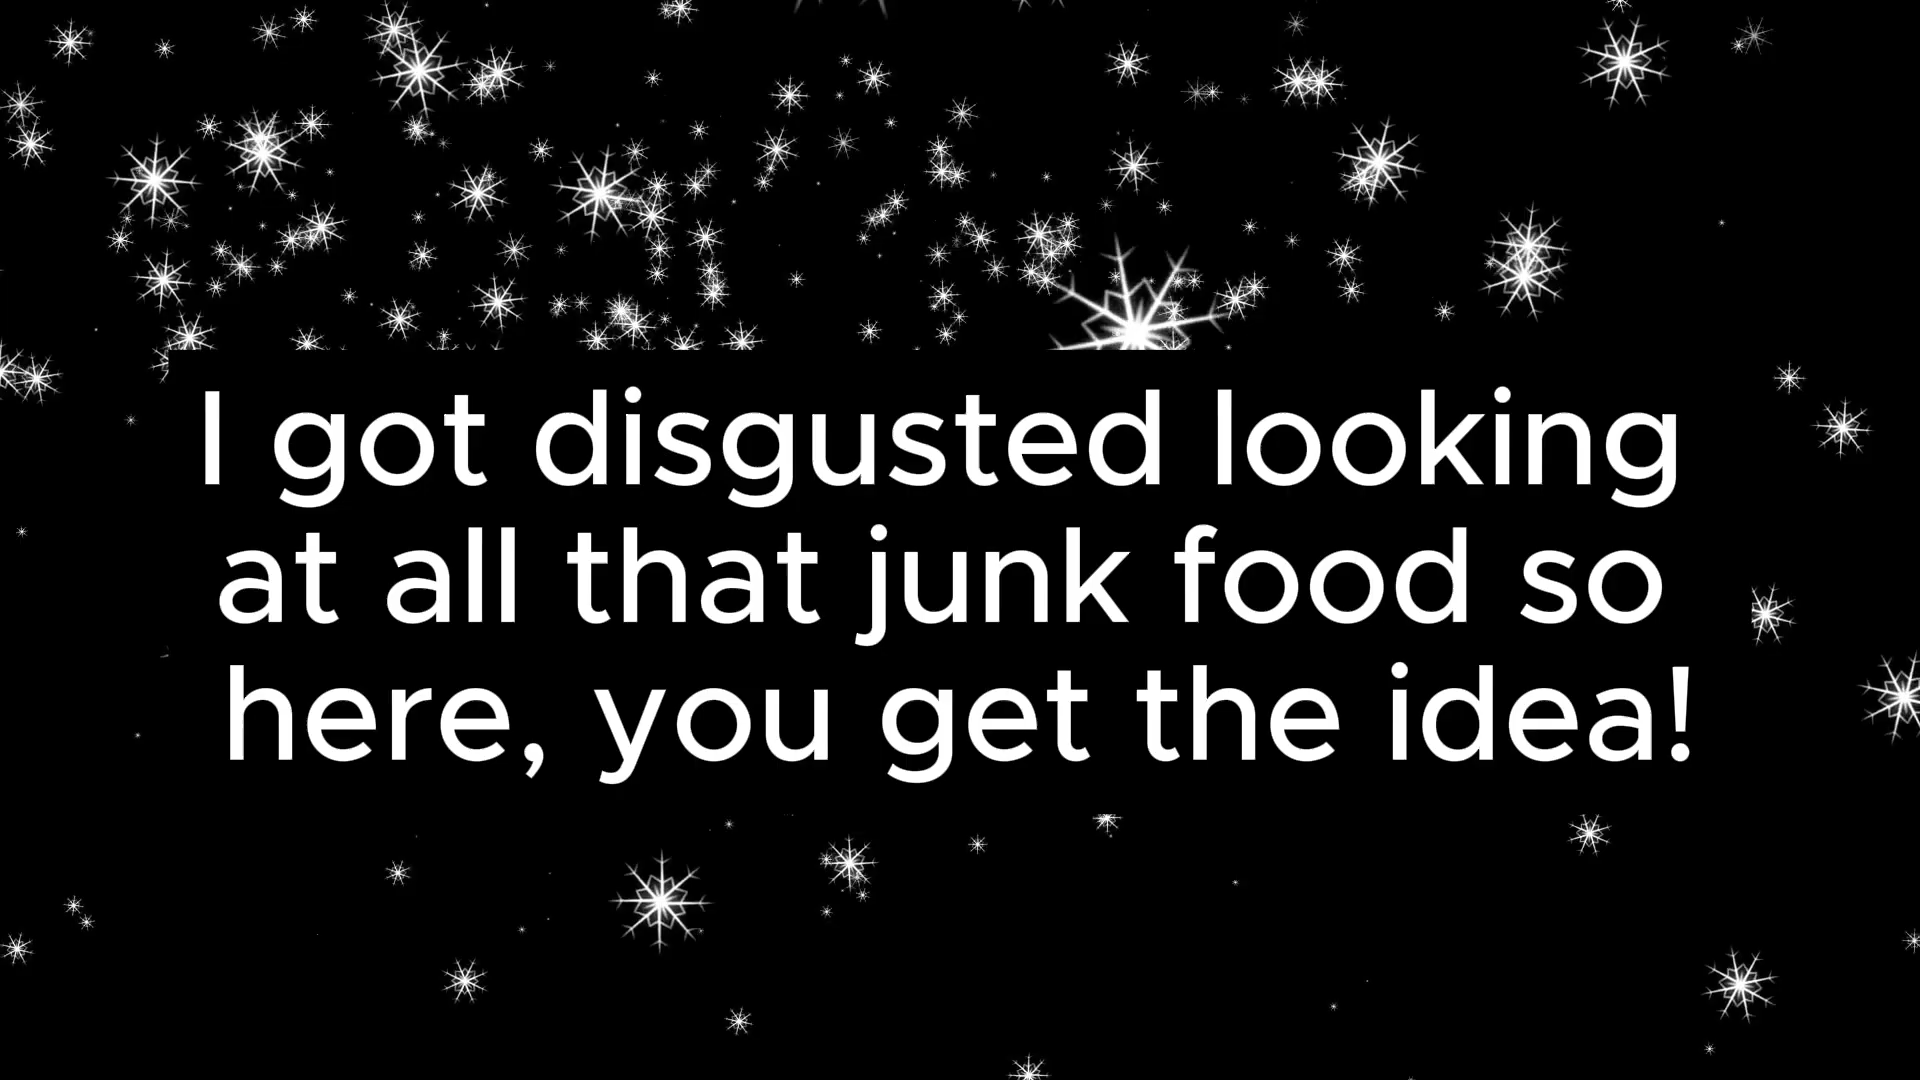 I got disgusted looking
at all that junk food so
here, you get the idea!